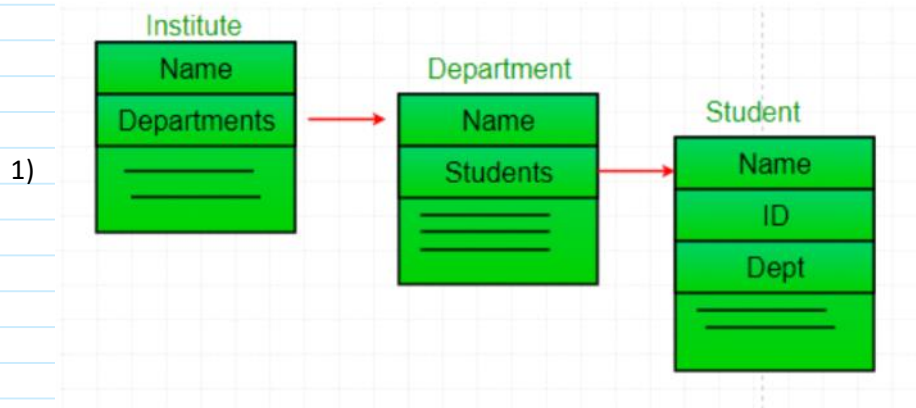 1)
Institute
Name
Departments
Department
Name
Students
Student
Name
ID
Dept